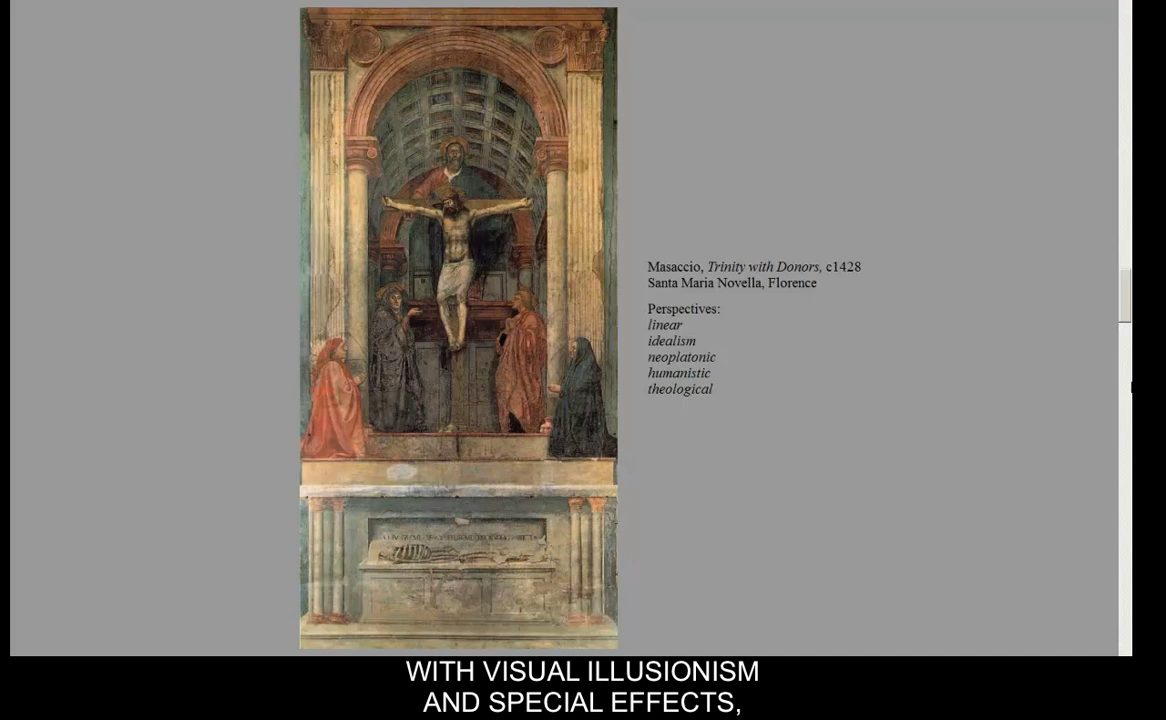 Masaccio, Trinity with Donors, c1428
Santa Maria Novella, Florence
Perspectives:
linear
idealism
neoplatonic
humanistic
theological
WITH VISUAL ILLUSIONISM
AND SPECIAL EFFECTS,